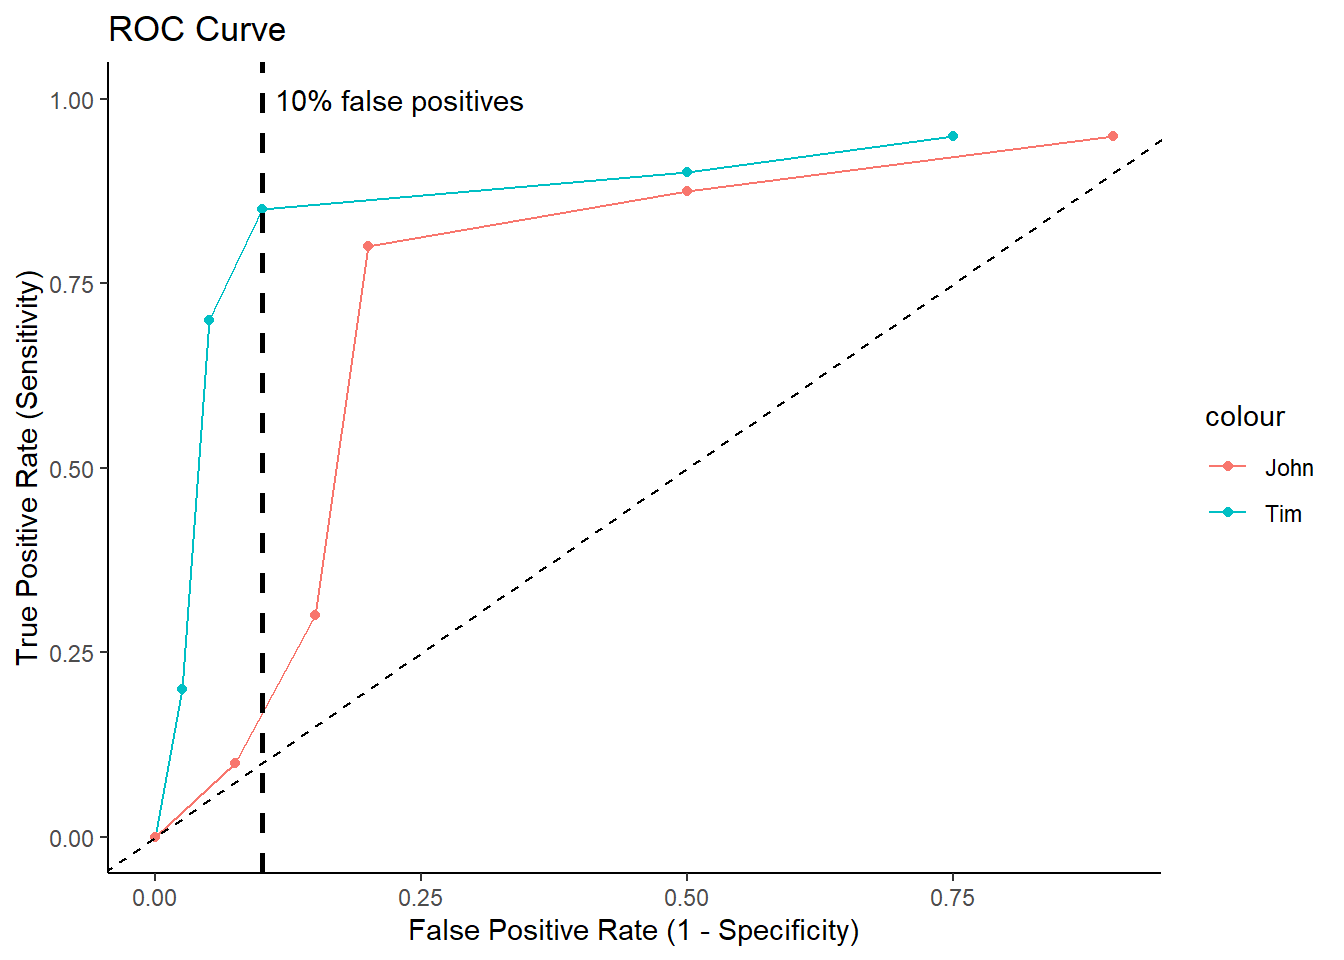 ROC Curve
10% false positives
1.00
0.75
0.50
0.25
0.00
True Positive Rate (Sensitivity)
0.00 0.25 0.50 0.75
False Positive Rate (1 - Specificity)
colour
John
Tim